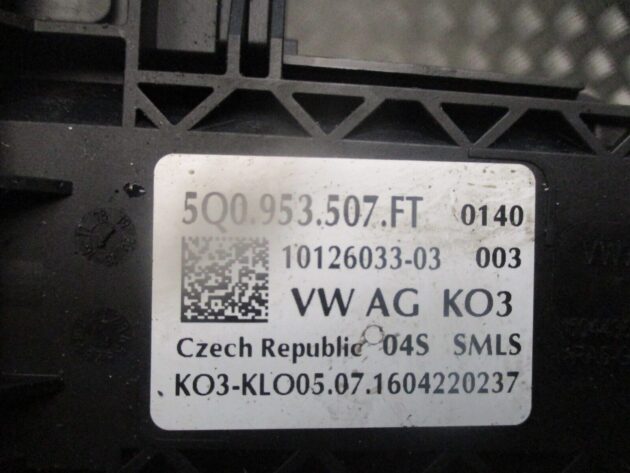 5Q0.953.507.FT 0140
10126033-03 003
VW AG KO3
Czech Republic 04S SMLS
KO3-KLO05.07.1604220237